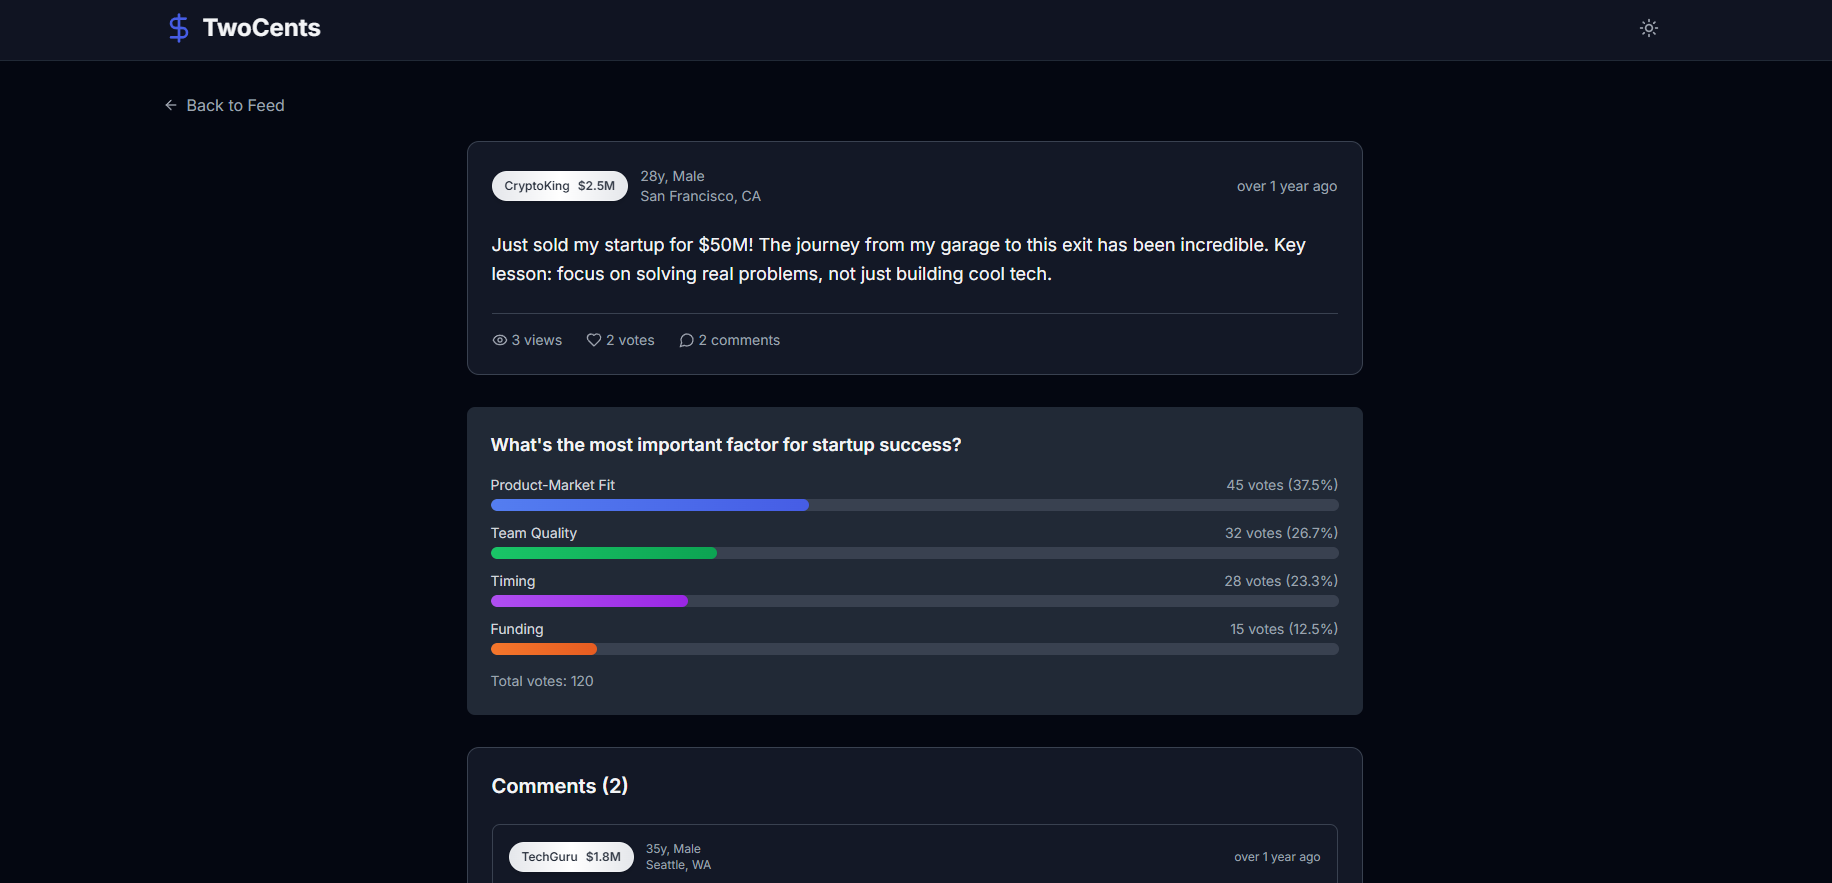 TwoCents
Back to Feed
CryptoKing $2.5M
28y, Male
San Francisco, CA
over 1 year ago
Just sold my startup for $50M! The journey from my garage to this exit has been incredible. Key
lesson: focus on solving real problems, not just building cool tech.
3 views 2 votes 2 comments
What's the most important factor for startup success?
Product-Market Fit 45 votes (37.5%)
Team Quality 32 votes (26.7%)
Timing 28 votes (23.3%)
Funding 15 votes (12.5%)
Total votes: 120
Comments (2)
TechGuru $1.8M
35y, Male
Seattle, WA
over 1 year ago